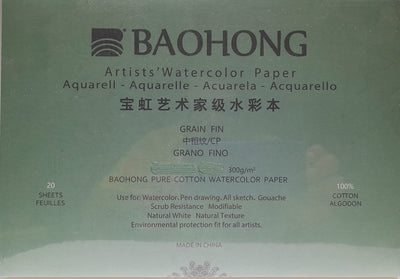 BAOHONG
Artists' Watercolor Paper
Aquarell - Aquarelle - Acuarela - Acquarello
宝虹艺术家级水彩本
GRAIN FIN
中粗纹/CP
GRANO FINO
300g/m²
BAOHONG PURE COTTON WATERCOLOR PAPER
20
SHEETS
FEUILLES
100%
COTTON
ALGODON
Use for: Watercolor. Pen drawing. All sketch. Gouache
Scrub Resistance Modifiable
Natural White Natural Texture
Environmental protection fit for all artists.
MADE IN CHINA